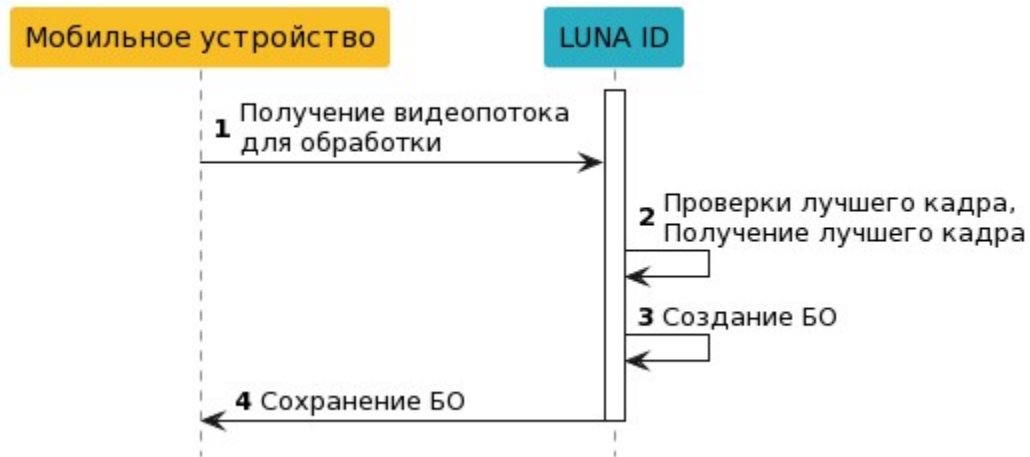 Мобильное устройство
LUNA ID
1 Получение видеопотока
для обработки
2 Проверки лучшего кадра,
Получение лучшего кадра
3 Создание БО
4 Сохранение БО